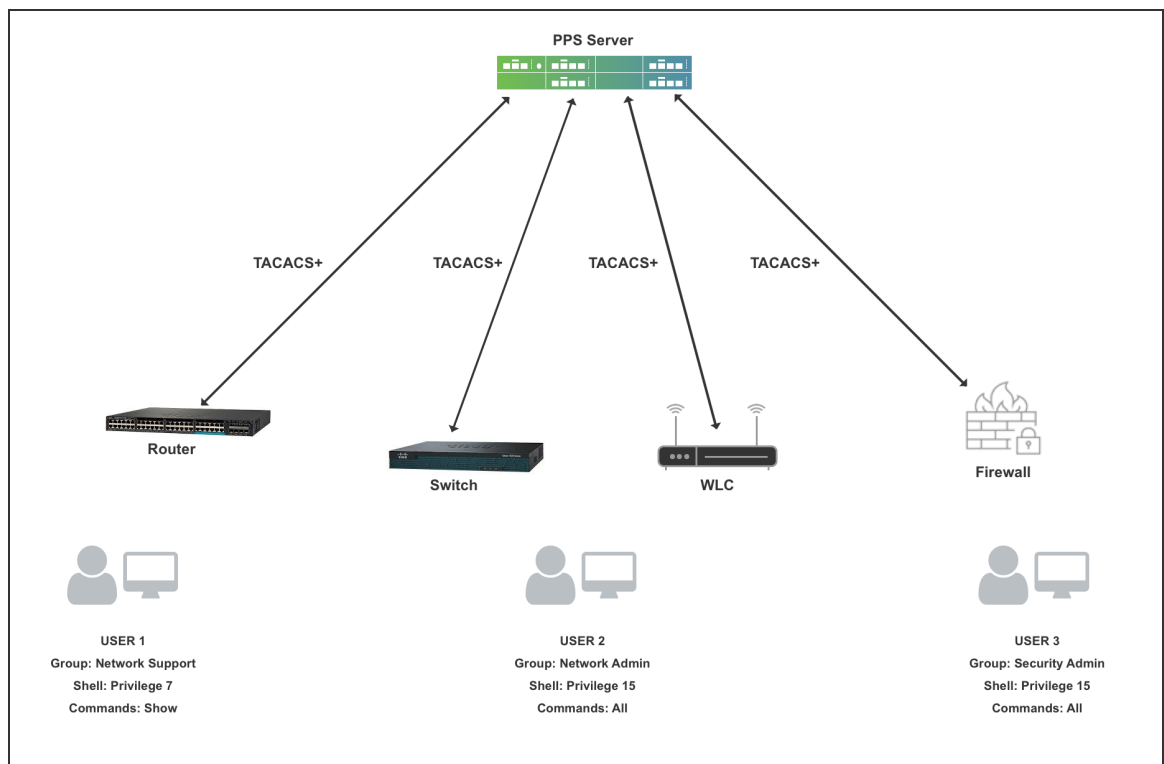 PPS Server
TACACS+
TACACS+
TACACS+
TACACS+
Router
Switch
WLC
Firewall
USER 1
Group: Network Support
Shell: Privilege 7
Commands: Show
USER 2
Group: Network Admin
Shell: Privilege 15
Commands: All
USER 3
Group: Security Admin
Shell: Privilege 15
Commands: All